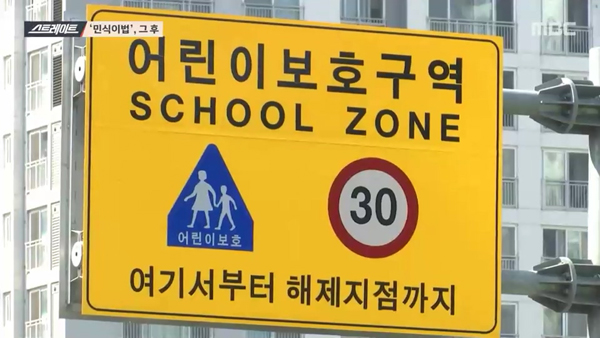 스트레이트 '민식이법', 그 후
MBC
어린이보호구역
SCHOOL ZONE
어린이보호
30
여기서부터 해제지점까지